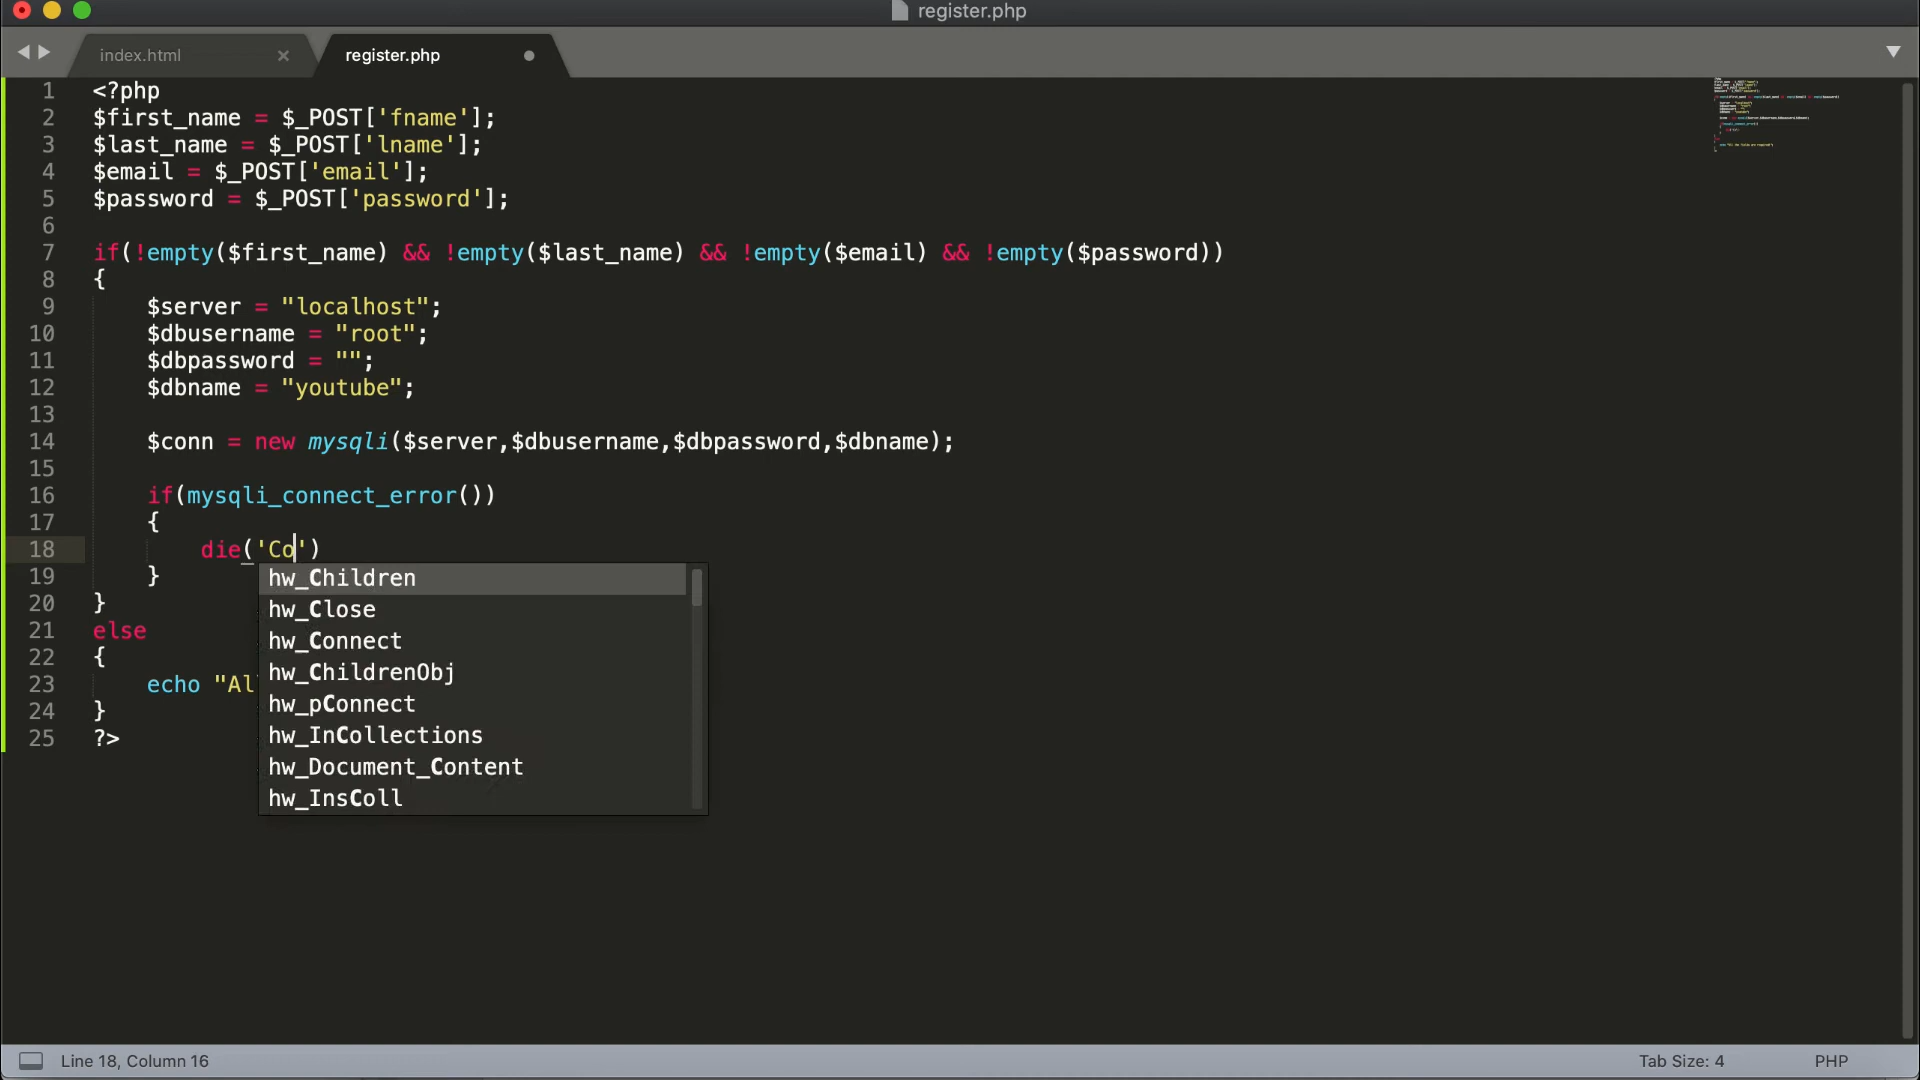 register.php
index.html
register.php
1 <?php
2 $first_name = $_POST['fname'];
3 $last_name = $_POST['lname'];
4 $email = $_POST['email'];
5 $password = $_POST['password'];
6
7 if(!empty($first_name) && !empty($last_name) && !empty($email) && !empty($password))
8 {
9 $server = "localhost";
10 $dbusername = "root";
11 $dbpassword = "";
12 $dbname = "youtube";
13
14 $conn = new mysqli($server,$dbusername,$dbpassword,$dbname);
15
16 if(mysqli_connect_error())
17 {
18 die('Co')
19 }
20 }
21 else
22 {
23 echo "Al
24 }
25 ?>
hw_Children
hw_Close
hw_Connect
hw_ChildrenObj
hw_pConnect
hw_InCollections
hw_Document_Content
hw_InsColl
Line 18, Column 16
Tab Size: 4
PHP